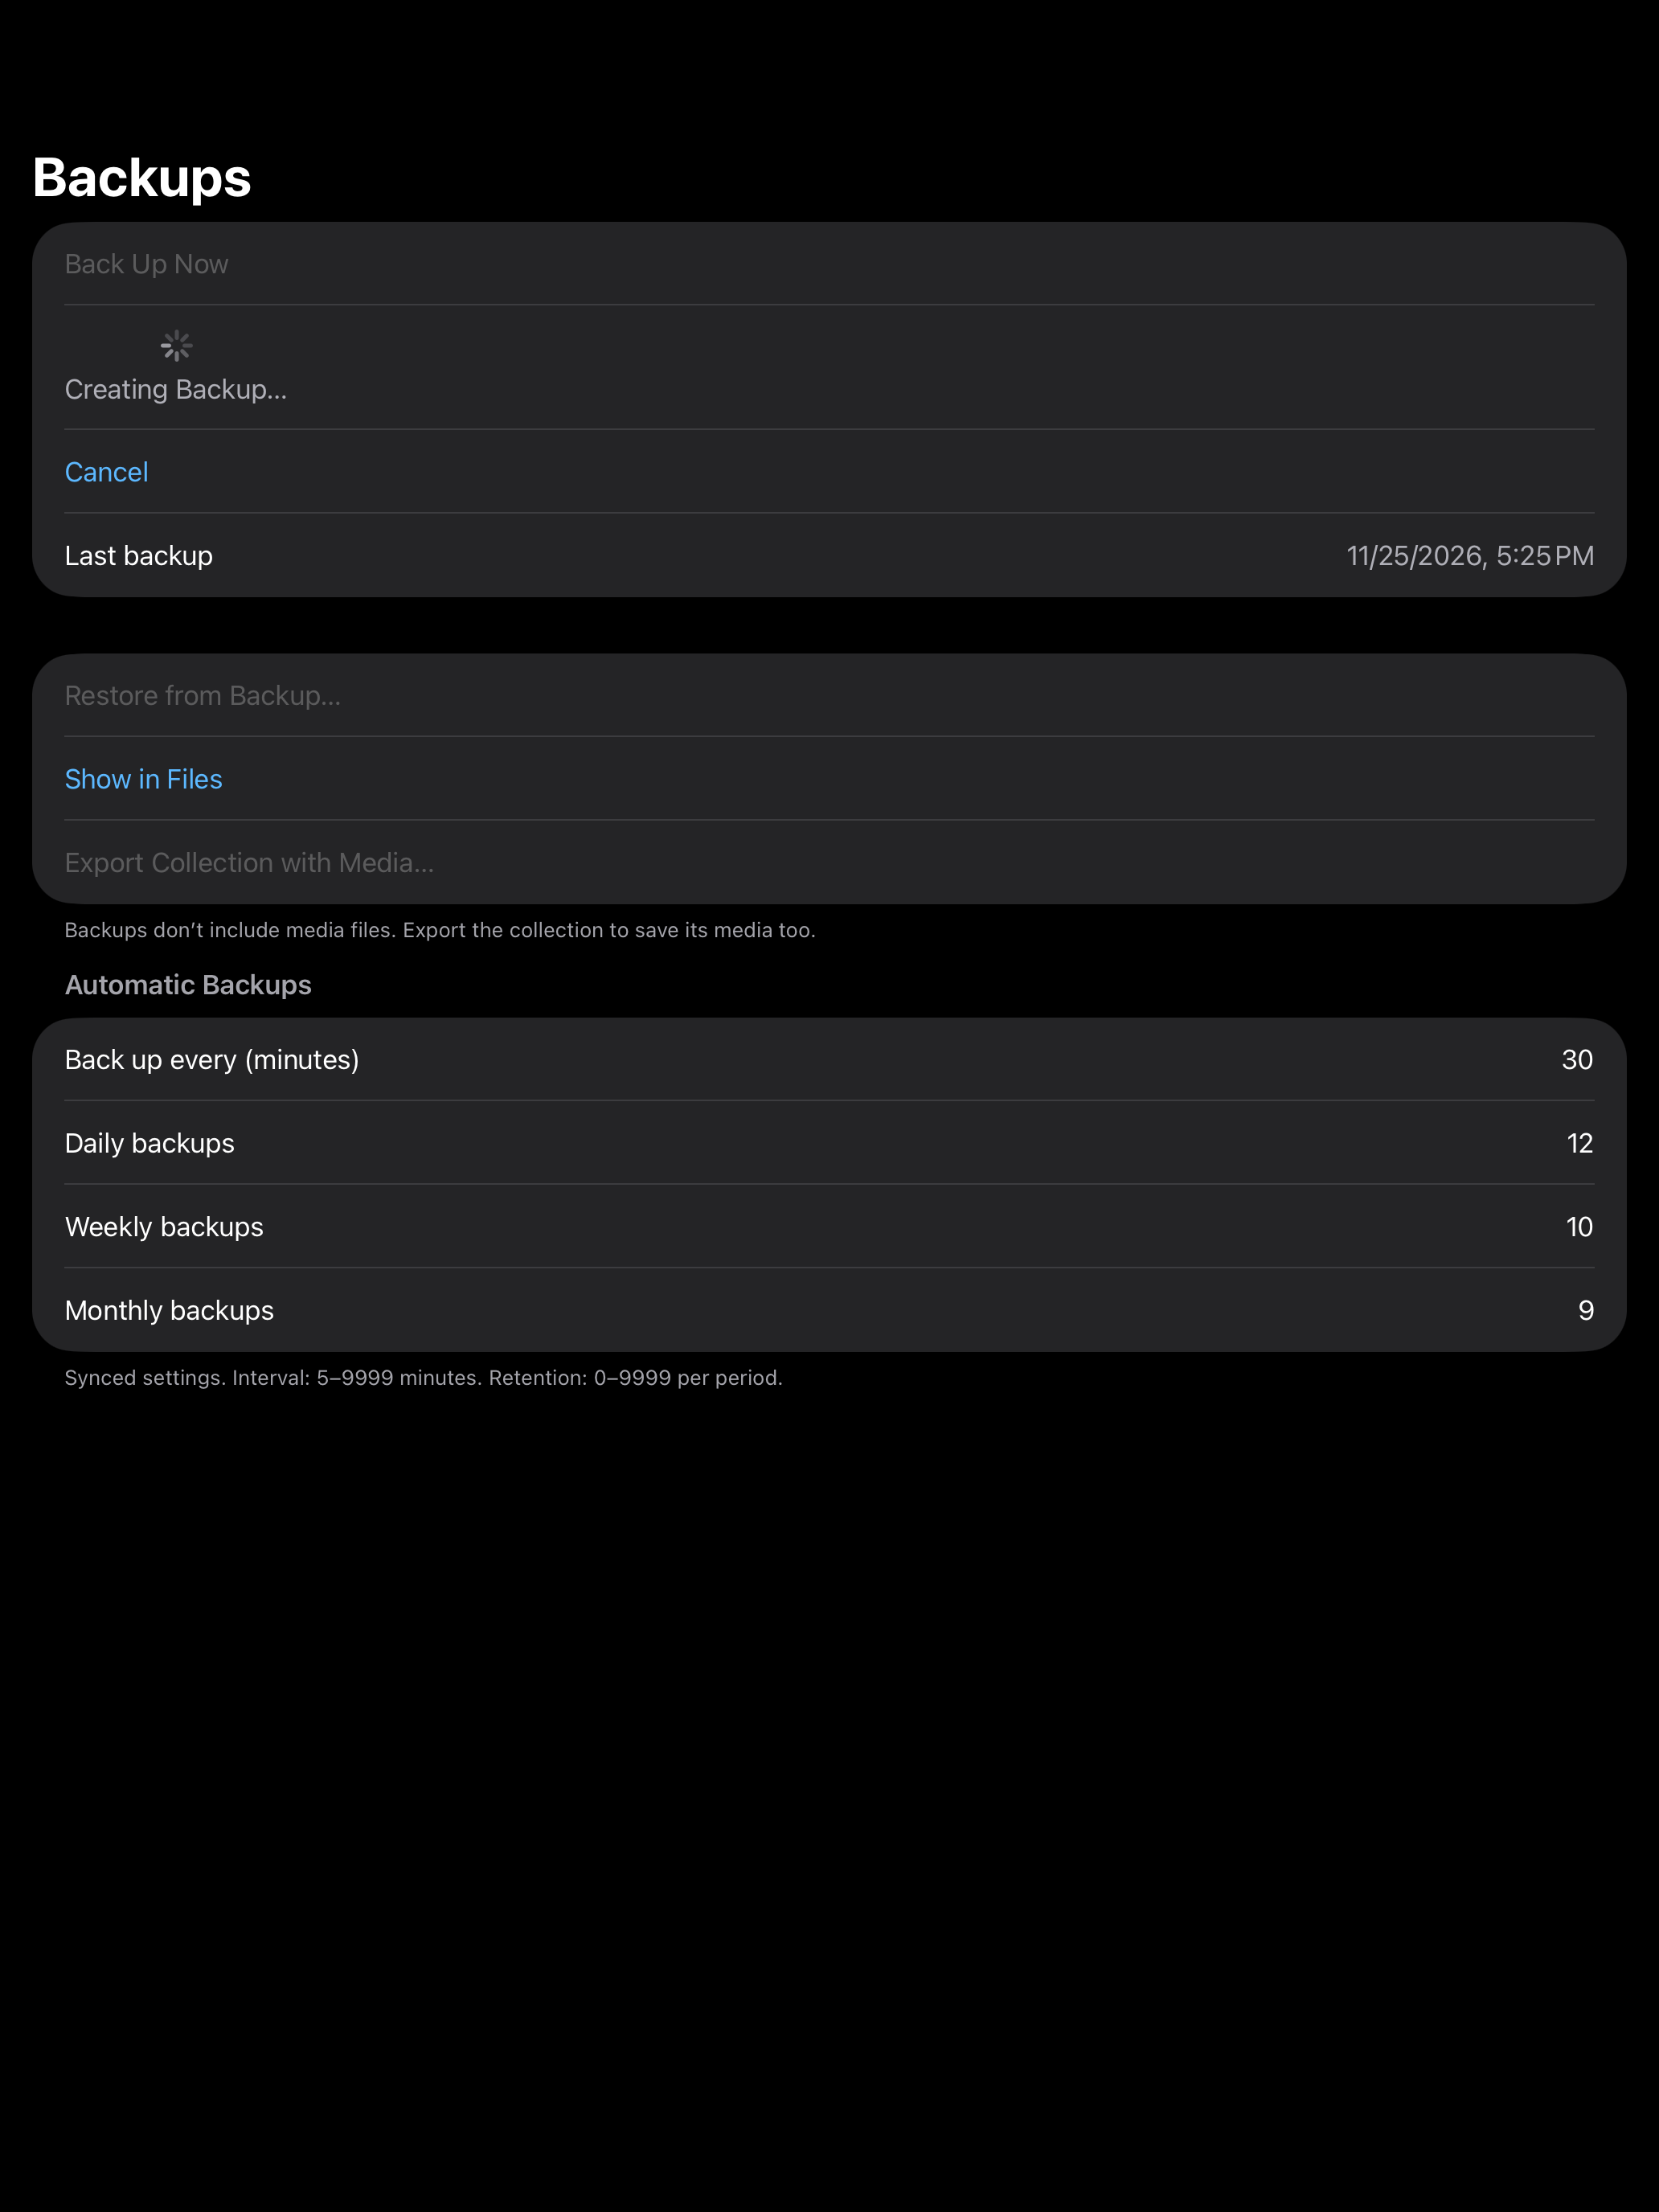 Backups
Back Up Now
Creating Backup...
Cancel
Last backup 11/25/2026, 5:25 PM
Restore from Backup...
Show in Files
Export Collection with Media...
Backups don’t include media files. Export the collection to save its media too.
Automatic Backups
Back up every (minutes) 30
Daily backups 12
Weekly backups 10
Monthly backups 9
Synced settings. Interval: 5–9999 minutes. Retention: 0–9999 per period.